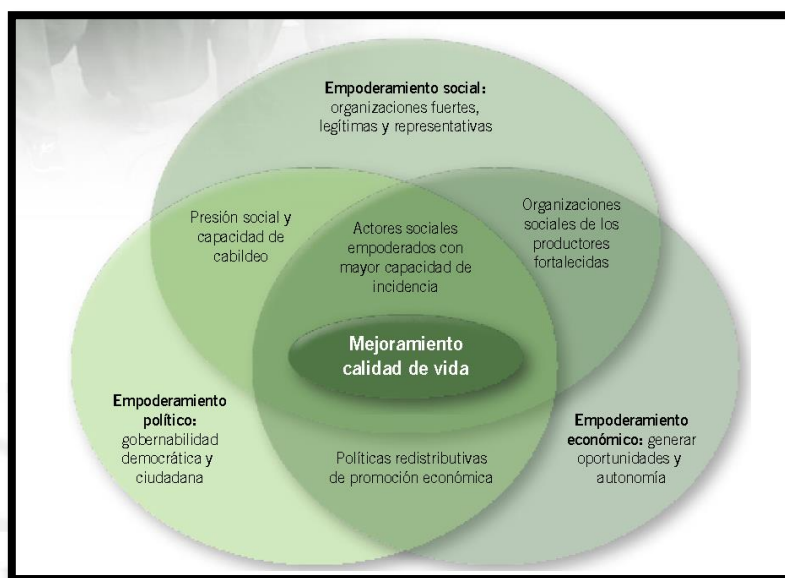 Empoderamiento social:
organizaciones fuertes,
legítimas y representativas
Presión social y
capacidad de
cabildeo
Actores sociales
empoderados con
mayor capacidad de
incidencia
Organizaciones
sociales de los
productores
fortalecidas
Mejoramiento
calidad de vida
Empoderamiento
político:
gobernabilidad
democrática y
ciudadana
Políticas redistributivas
de promoción económica
Empoderamiento
económico: generar
oportunidades y
autonomía